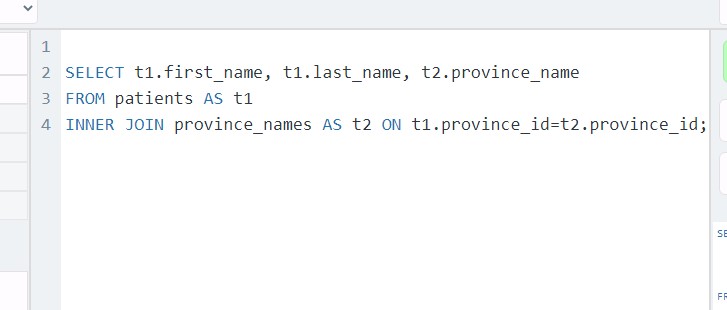 1
2 SELECT t1.first_name, t1.last_name, t2.province_name
3 FROM patients AS t1
4 INNER JOIN province_names AS t2 ON t1.province_id=t2.province_id;
SE
FR